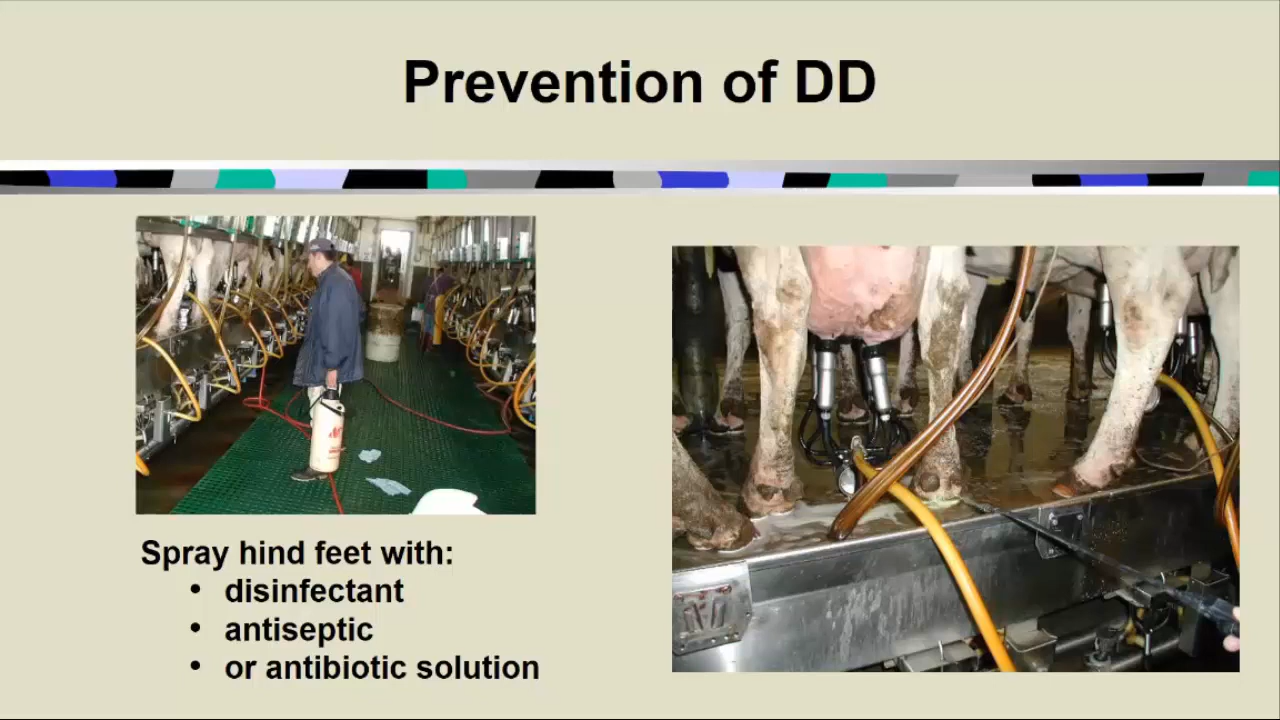 Prevention of DD
Spray hind feet with:
• disinfectant
• antiseptic
• or antibiotic solution